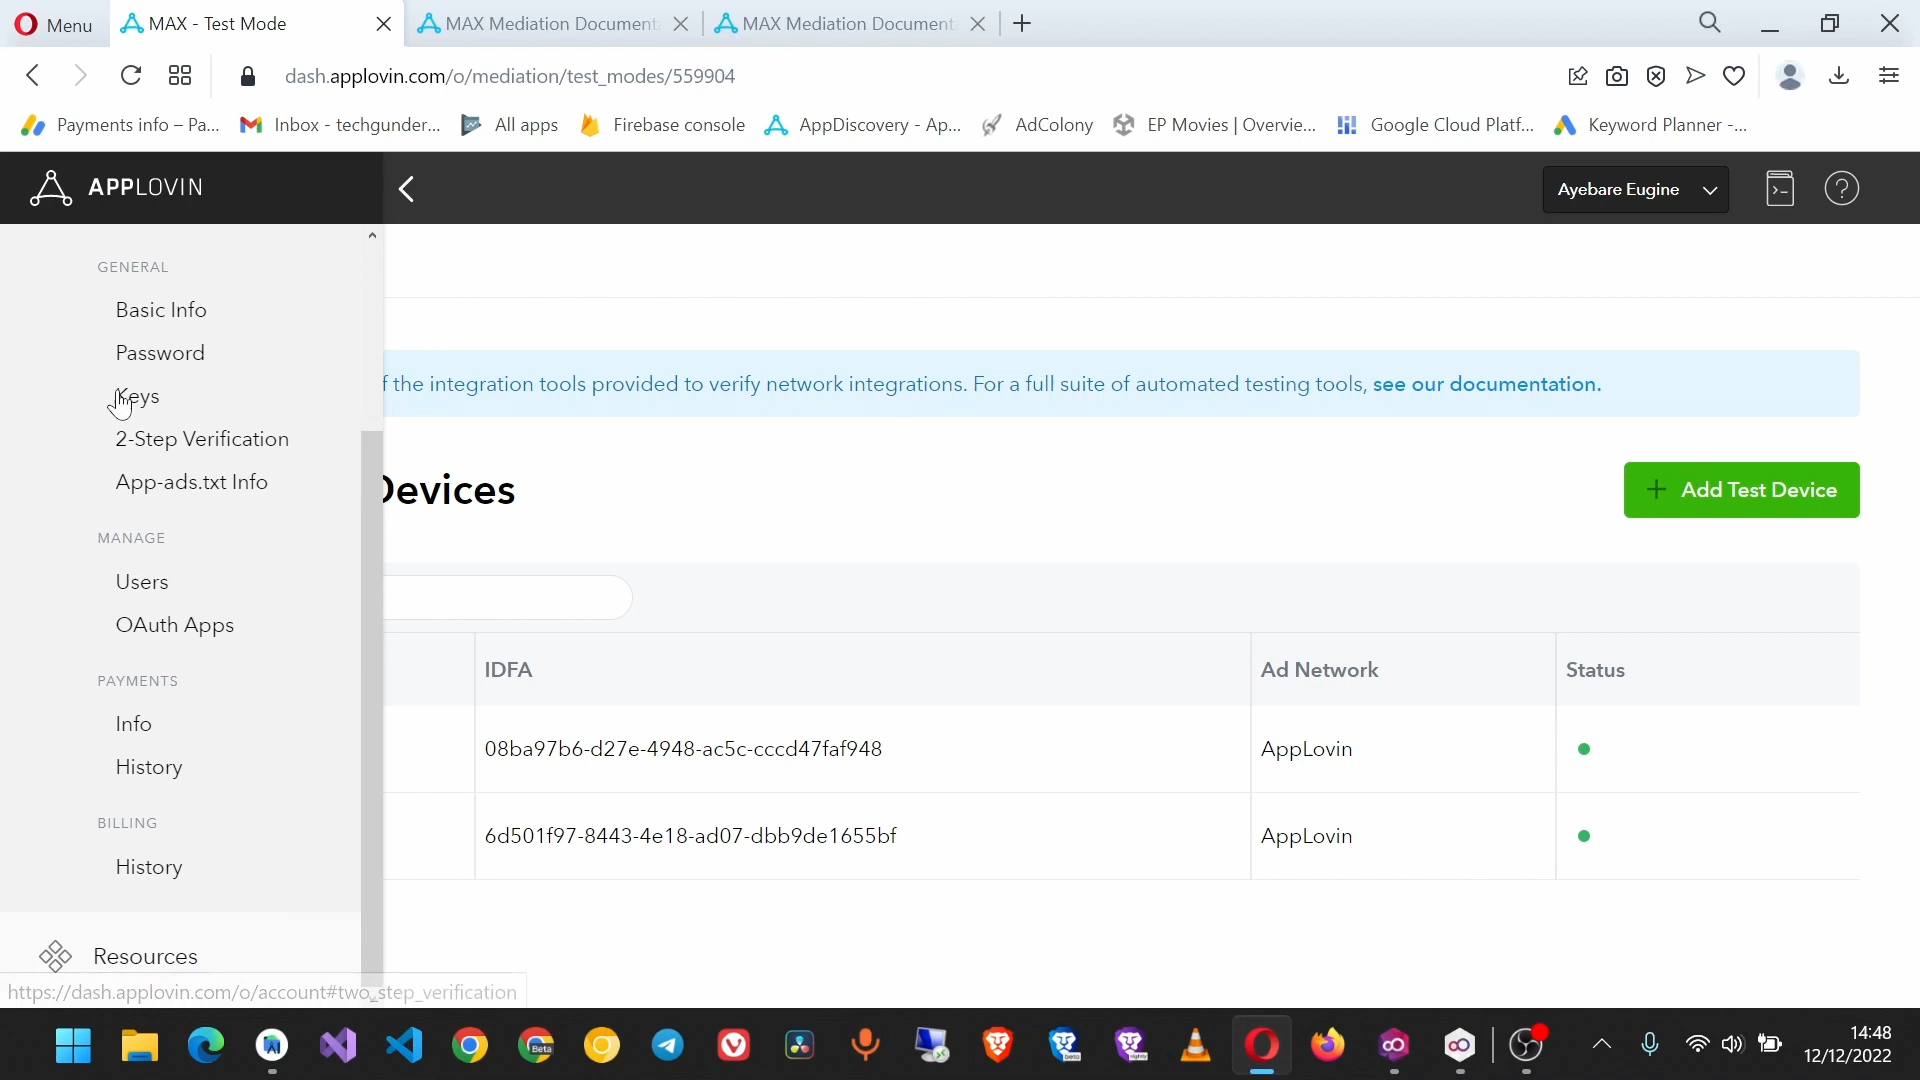 Menu
MAX - Test Mode
MAX Mediation Document
MAX Mediation Document
dash.applovin.com/o/mediation/test_modes/559904
Payments info – Pa...
Inbox - techgunder...
All apps
Firebase console
AppDiscovery - Ap...
AdColony
EP Movies | Overvie...
Google Cloud Platf...
Keyword Planner -...
APPLOVIN
Ayebare Eugine
GENERAL
Basic Info
Password
Keys
2-Step Verification
App-ads.txt Info
MANAGE
Users
OAuth Apps
PAYMENTS
Info
History
BILLING
History
Resources
https://dash.applovin.com/o/account#two_step_verification
f the integration tools provided to verify network integrations. For a full suite of automated testing tools, see our documentation.
Devices
+ Add Test Device
IDFA
Ad Network
Status
08ba97b6-d27e-4948-ac5c-cccd47faf948
AppLovin
6d501f97-8443-4e18-ad07-dbb9de1655bf
AppLovin
Beta
beta
nightly
14:48
12/12/2022